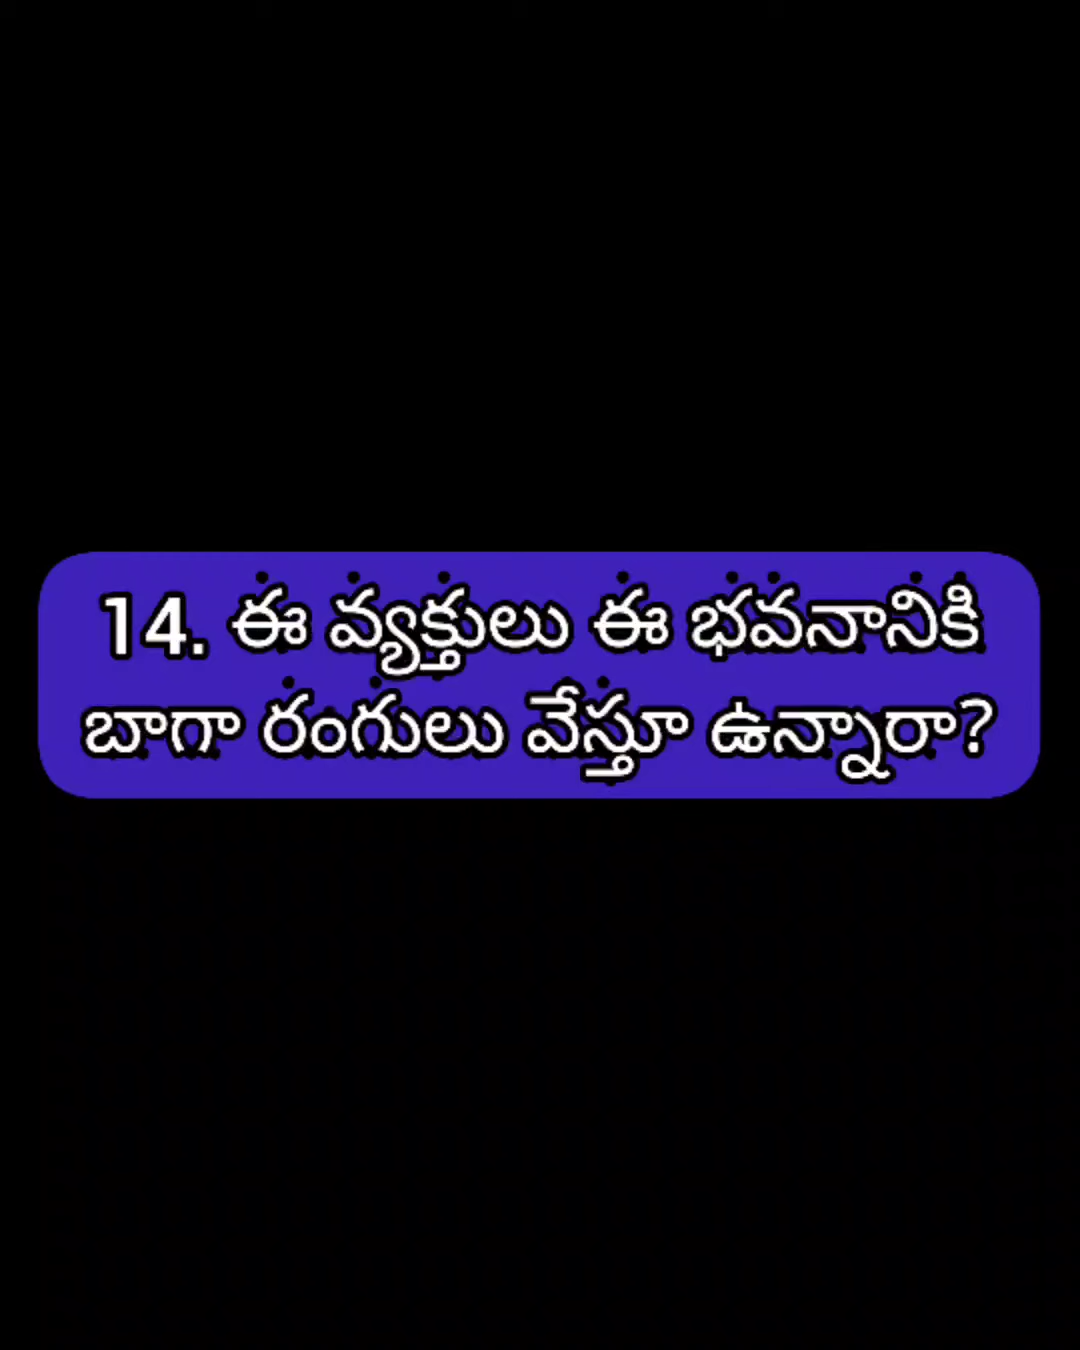 14. ఈ వ్యక్తులు ఈ భవనానికి
బాగా రంగులు వేస్తూ ఉన్నారా?